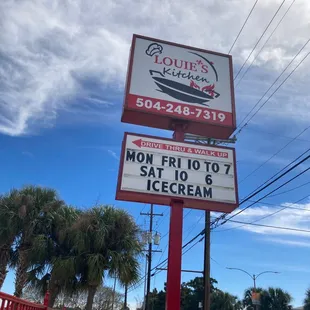 LOUIE'S
Kitchen
504-248-7319
DRIVE THRU & WALK UP
MON FRI 10 TO 7
SAT 10 6
ICECREAM